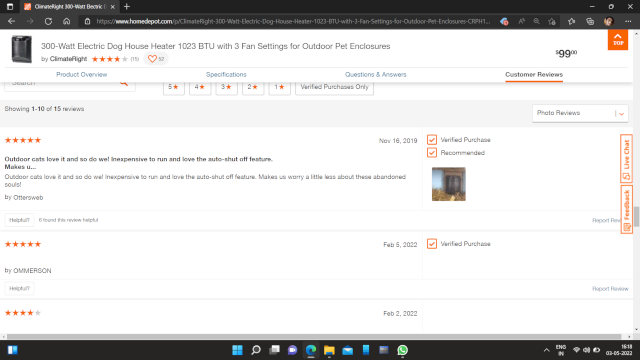 ClimateRight 300-Watt Electric D
https://www.homedepot.com/p/ClimateRight-300-Watt-Electric-Dog-House-Heater-1023-BTU-with-3-Fan-Settings-for-Outdoor-Pet-Enclosures-CRPH1...
300-Watt Electric Dog House Heater 1023 BTU with 3 Fan Settings for Outdoor Pet Enclosures
by ClimateRight (15) 52
$99.00
TOP
Product Overview Specifications Questions & Answers Customer Reviews
Search 5★ 4★ 3★ 2★ 1★ Verified Purchases Only
Showing 1-10 of 15 reviews
Photo Reviews
Nov 16, 2019
Verified Purchase
Recommended
Outdoor cats love it and so do we! Inexpensive to run and love the auto-shut off feature.
Makes u...
Outdoor cats love it and so do we! Inexpensive to run and love the auto-shut off feature. Makes us worry a little less about these abandoned
souls!
by Ottersweb
Helpful? 6 found this review helpful
Report Review
Live Chat
Feedback
Feb 5, 2022
Verified Purchase
by OMMERSON
Helpful?
Report Review
Feb 2, 2022
ENG
IN
16:18
03-05-2022